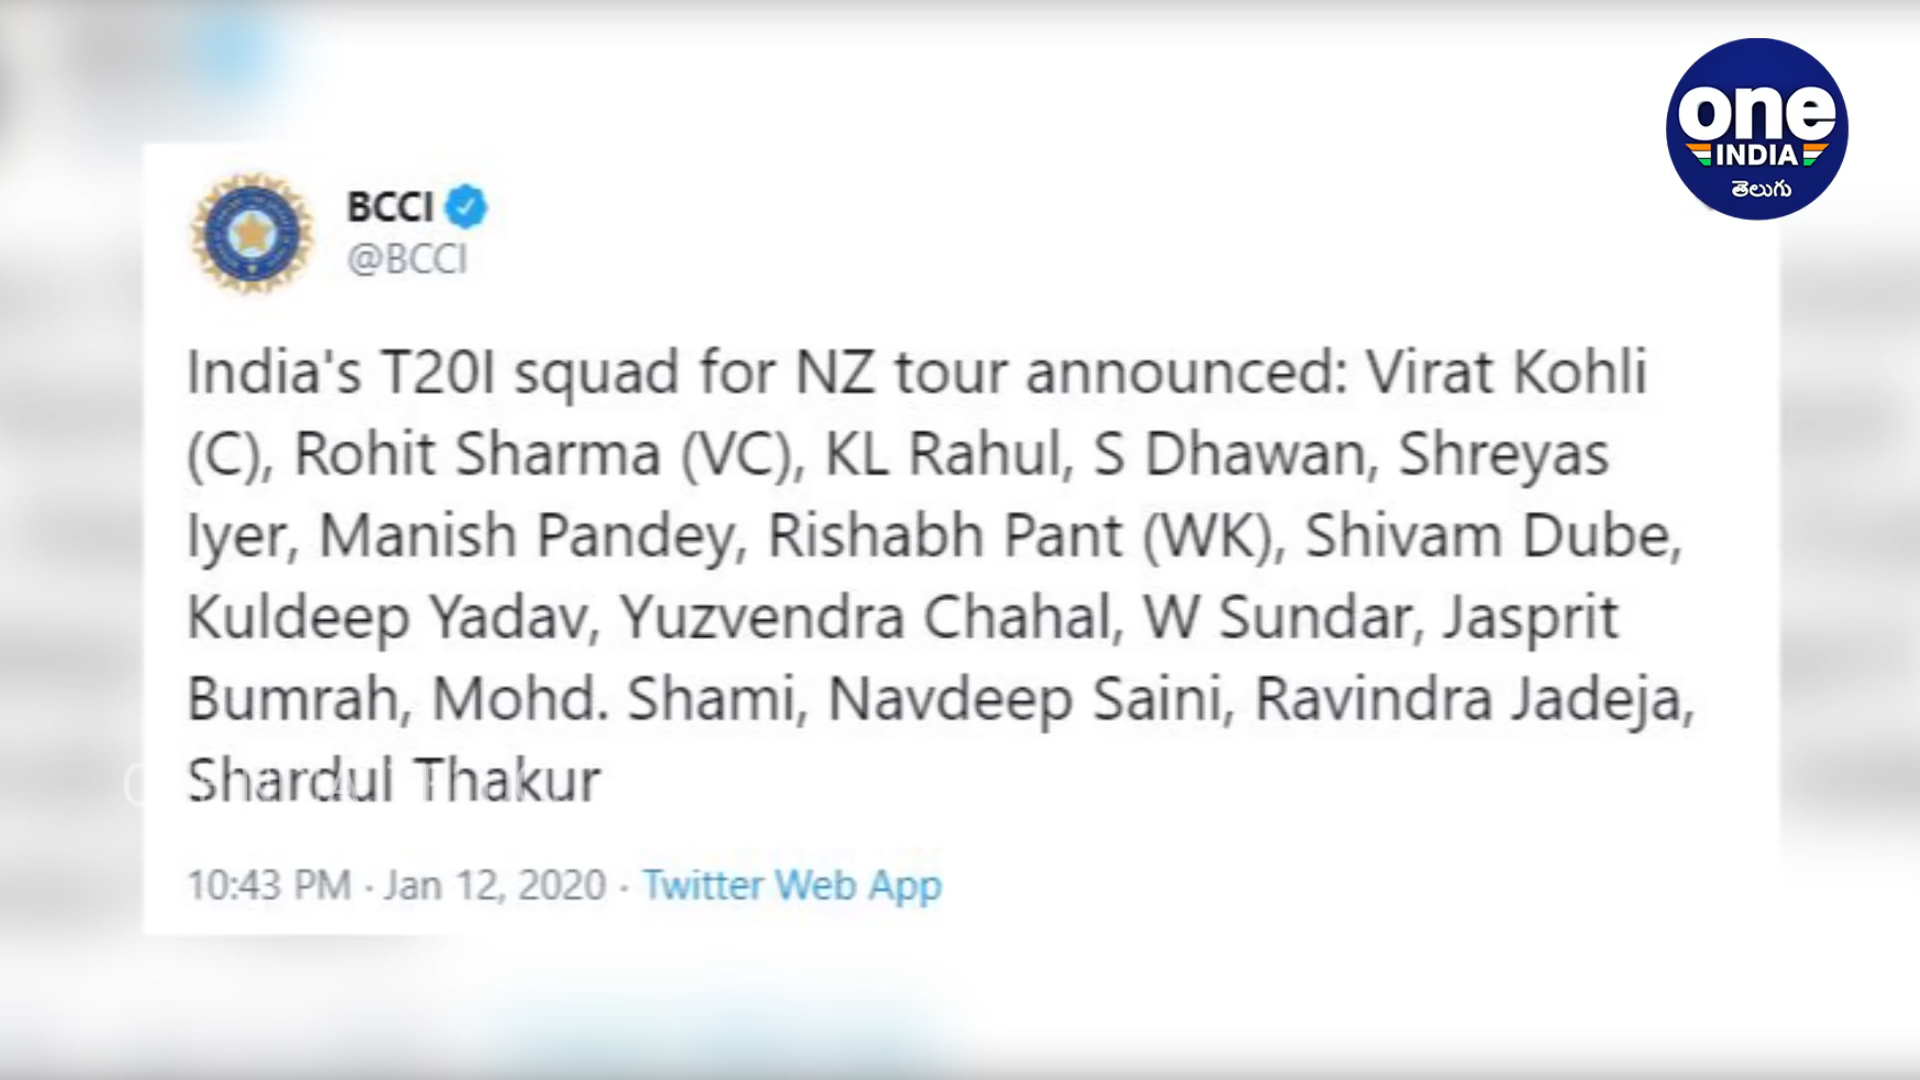 one
INDIA
తెలుగు
BCCI
@BCCI
India's T20I squad for NZ tour announced: Virat Kohli
(C), Rohit Sharma (VC), KL Rahul, S Dhawan, Shreyas
Iyer, Manish Pandey, Rishabh Pant (WK), Shivam Dube,
Kuldeep Yadav, Yuzvendra Chahal, W Sundar, Jasprit
Bumrah, Mohd. Shami, Navdeep Saini, Ravindra Jadeja,
Shardul Thakur
10:43 PM · Jan 12, 2020 · Twitter Web App